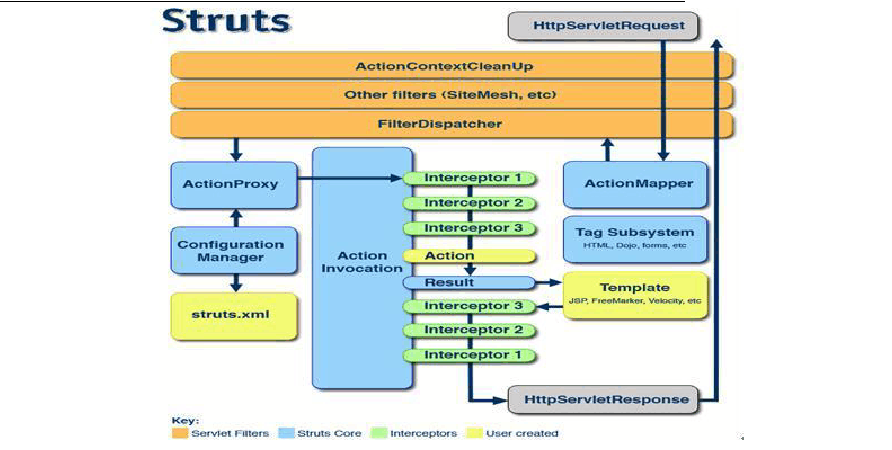 Struts
HttpServletRequest
ActionContextCleanUp
Other filters (SiteMesh, etc)
FilterDispatcher
ActionProxy
Configuration
Manager
struts.xml
Action
Invocation
Interceptor 1
Interceptor 2
Interceptor 3
Action
Result
Interceptor 3
Interceptor 2
Interceptor 1
ActionMapper
Tag Subsystem
HTML, Dojo, forms, etc
Template
JSP, FreeMarker, Velocity, etc
HttpServletResponse
Key:
Servlet Filters
Struts Core
Interceptors
User created